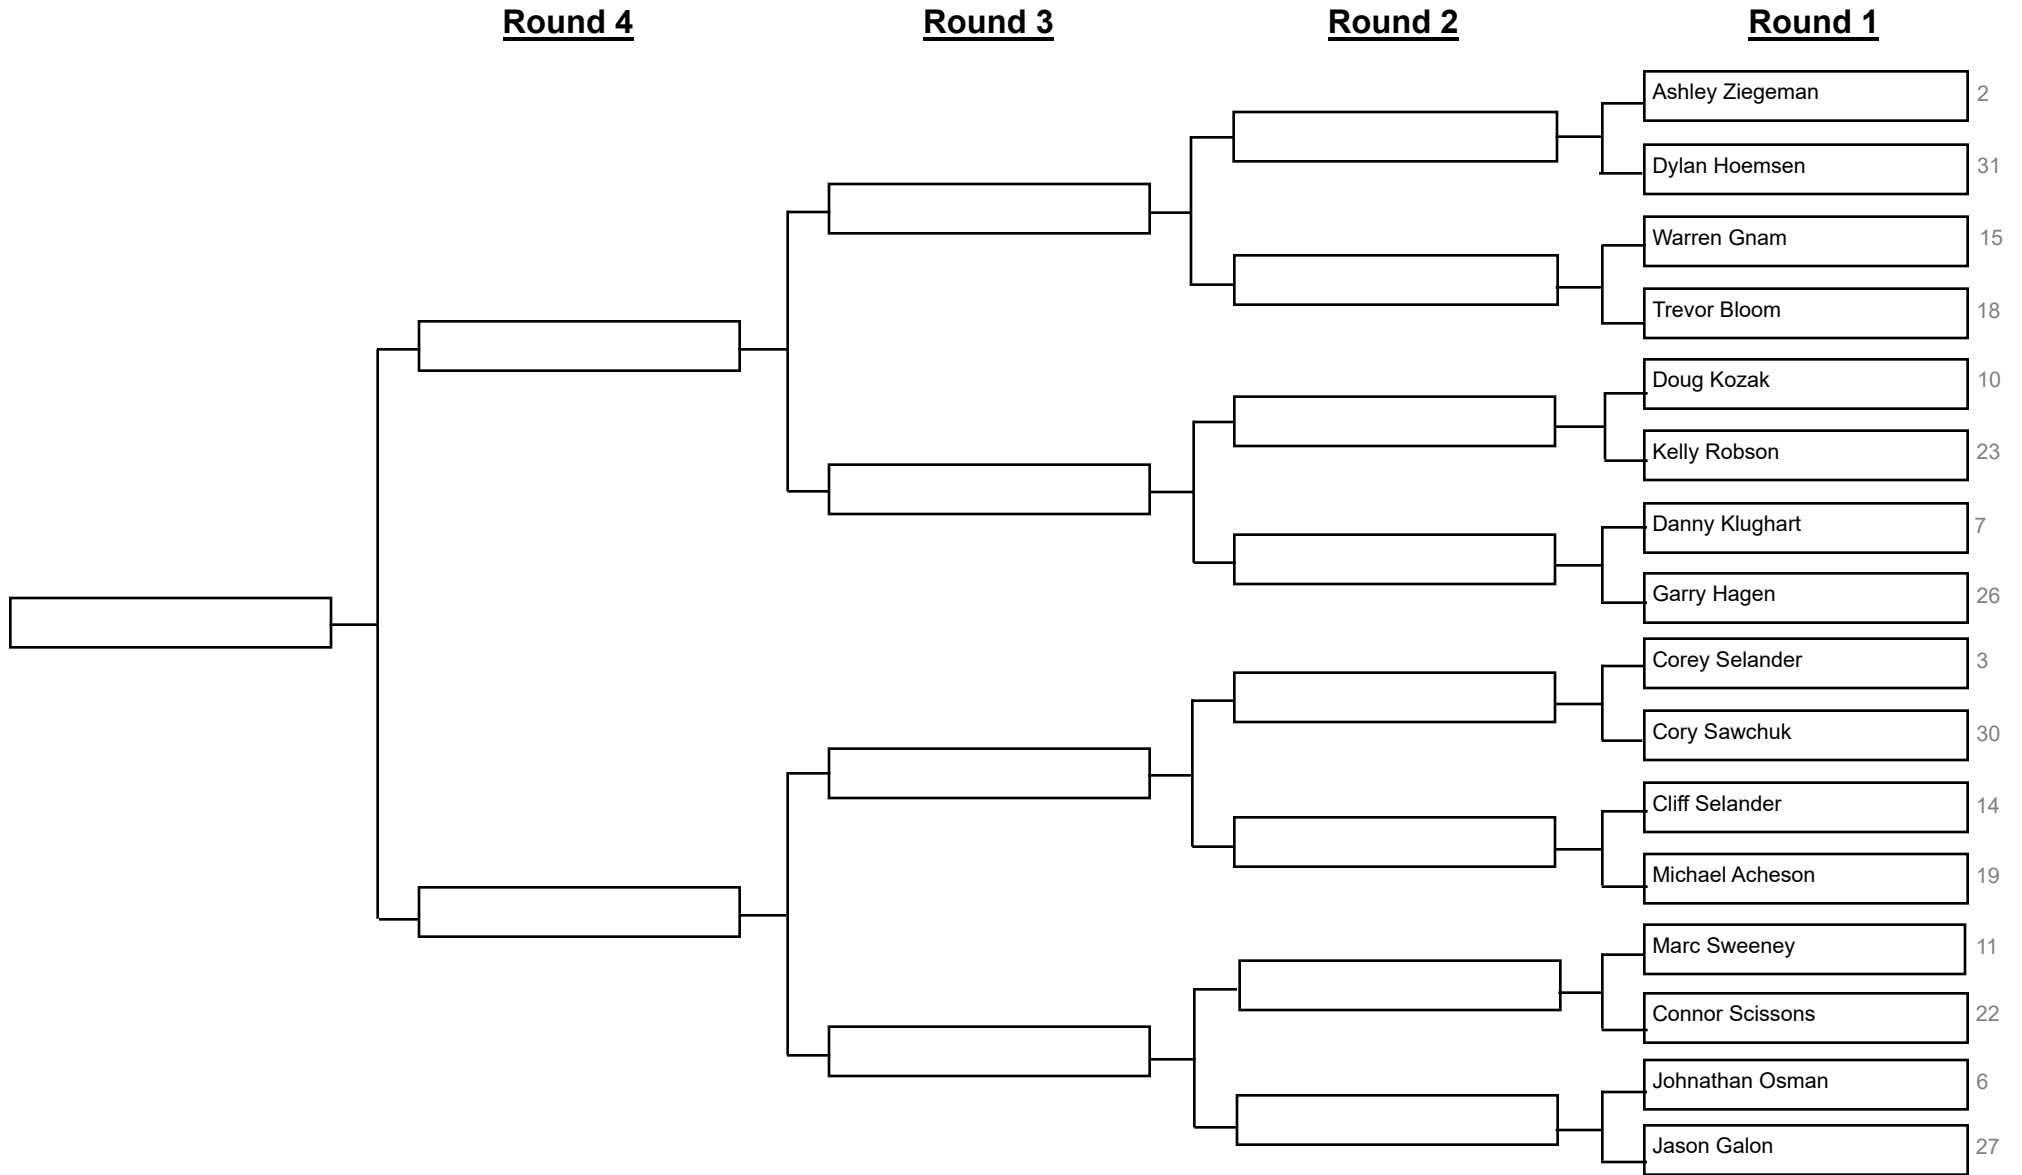 Round 4 Round 3 Round 2 Round 1
Ashley Ziegeman 2
Dylan Hoemsen 31
Warren Gnam 15
Trevor Bloom 18
Doug Kozak 10
Kelly Robson 23
Danny Klughart 7
Garry Hagen 26
Corey Selander 3
Cory Sawchuk 30
Cliff Selander 14
Michael Acheson 19
Marc Sweeney 11
Connor Scissons 22
Johnathan Osman 6
Jason Galon 27